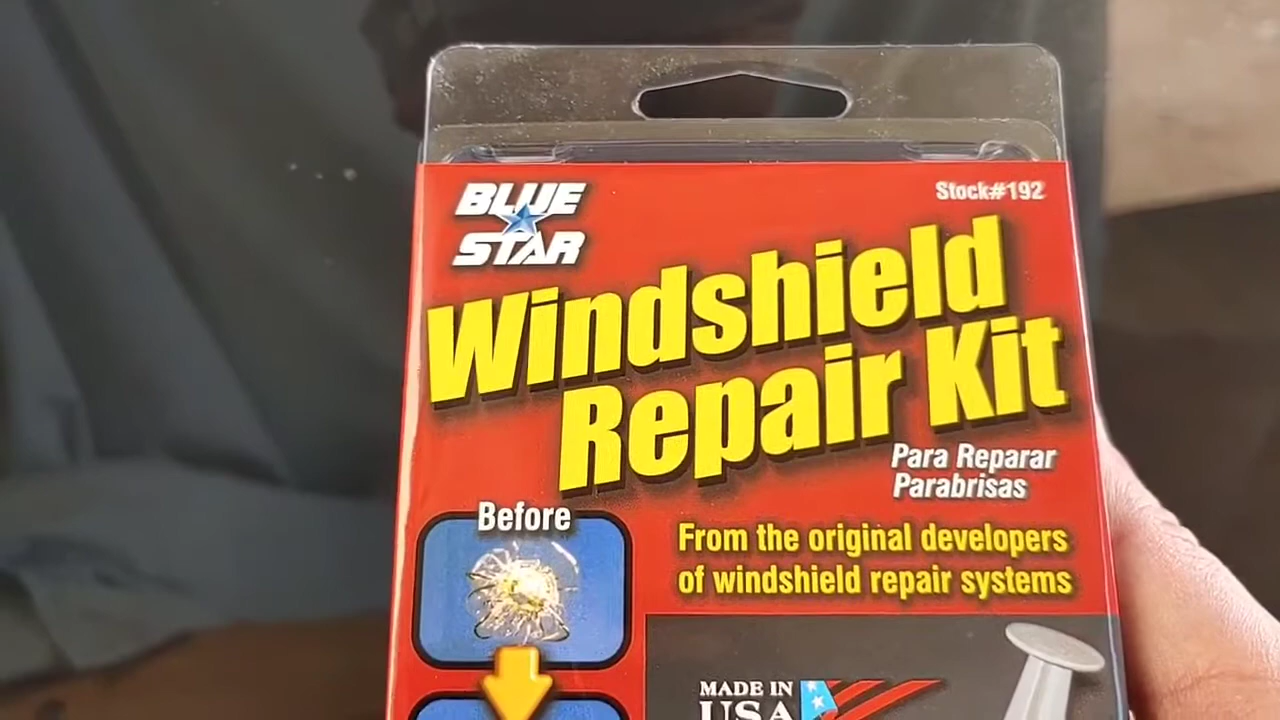 BLUE
STAR
Stock#192
Windshield
Repair Kit
Para Reparar
Parabrisas
Before
From the original developers
of windshield repair systems
MADE IN
USA